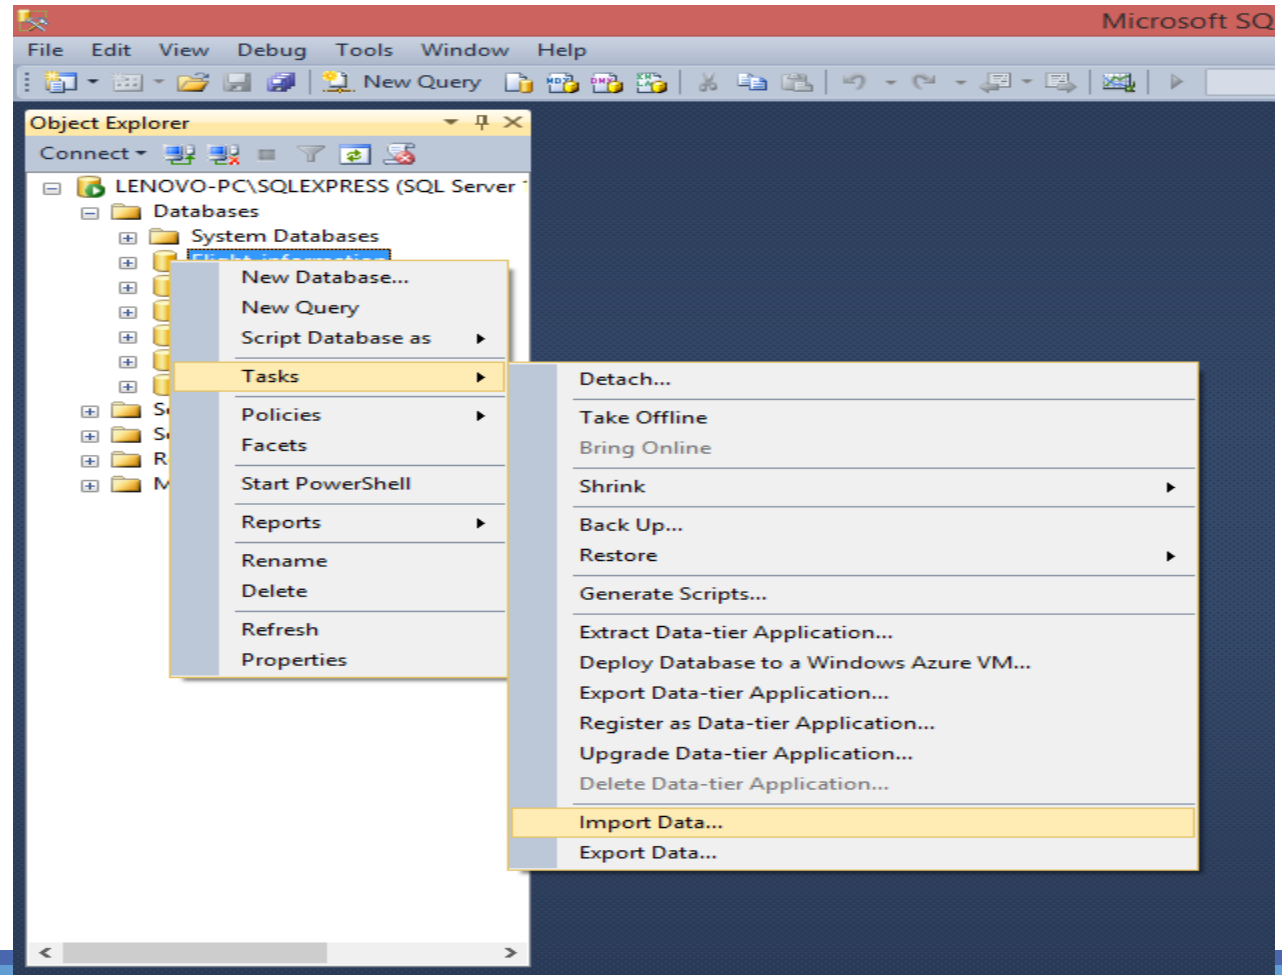 Microsoft SQ
File Edit View Debug Tools Window Help
New Query
Object Explorer
Connect
LENOVO-PC\SQLEXPRESS (SQL Server
Databases
System Databases
New Database...
New Query
Script Database as
Tasks
Policies
Facets
Start PowerShell
Reports
Rename
Delete
Refresh
Properties
Detach...
Take Offline
Bring Online
Shrink
Back Up...
Restore
Generate Scripts...
Extract Data-tier Application...
Deploy Database to a Windows Azure VM...
Export Data-tier Application...
Register as Data-tier Application...
Upgrade Data-tier Application...
Delete Data-tier Application...
Import Data...
Export Data...